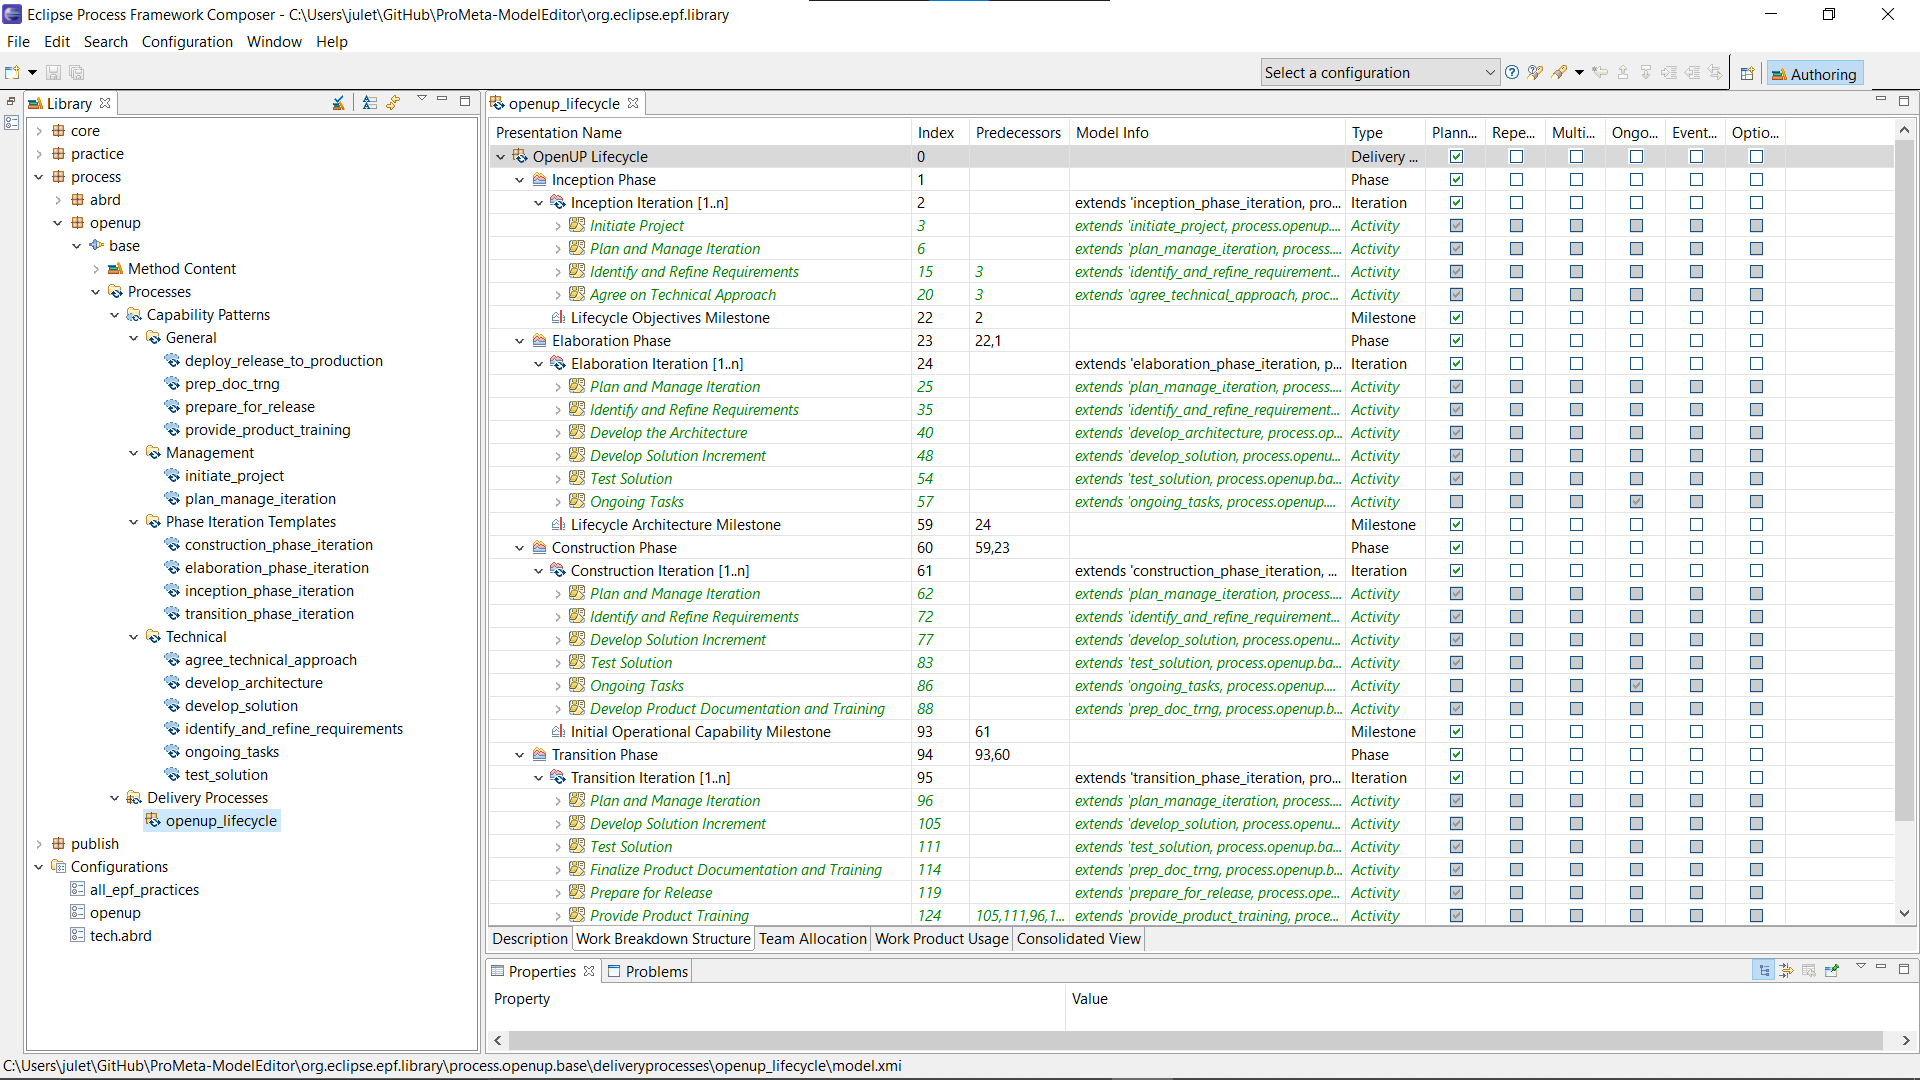 Eclipse Process Framework Composer - C:\Users\julet\GitHub\ProMeta-ModelEditor\org.eclipse.epf.library
File Edit Search Configuration Window Help
Select a configuration
Authoring
Library
core
practice
process
abrd
openup
base
Method Content
Processes
Capability Patterns
General
deploy_release_to_production
prep_doc_trng
prepare_for_release
provide_product_training
Management
initiate_project
plan_manage_iteration
Phase Iteration Templates
construction_phase_iteration
elaboration_phase_iteration
inception_phase_iteration
transition_phase_iteration
Technical
agree_technical_approach
develop_architecture
develop_solution
identify_and_refine_requirements
ongoing_tasks
test_solution
Delivery Processes
openup_lifecycle
publish
Configurations
all_epf_practices
openup
tech.abrd
openup_lifecycle
Presentation Name Index Predecessors Model Info Type Plann... Repe... Multi... Ongo... Event... Optio...
OpenUP Lifecycle 0 Delivery ...
Inception Phase 1 Phase
Inception Iteration [1..n] 2 extends 'inception_phase_iteration, pro... Iteration
Initiate Project 3 extends 'initiate_project, process.openup.... Activity
Plan and Manage Iteration 6 extends 'plan_manage_iteration, process.... Activity
Identify and Refine Requirements 15 3 extends 'identify_and_refine_requirement... Activity
Agree on Technical Approach 20 3 extends 'agree_technical_approach, proc... Activity
Lifecycle Objectives Milestone 22 2 Milestone
Elaboration Phase 23 22,1 Phase
Elaboration Iteration [1..n] 24 extends 'elaboration_phase_iteration, p... Iteration
Plan and Manage Iteration 25 extends 'plan_manage_iteration, process.... Activity
Identify and Refine Requirements 35 extends 'identify_and_refine_requirement... Activity
Develop the Architecture 40 extends 'develop_architecture, process.op... Activity
Develop Solution Increment 48 extends 'develop_solution, process.openu... Activity
Test Solution 54 extends 'test_solution, process.openup.ba... Activity
Ongoing Tasks 57 extends 'ongoing_tasks, process.openup.... Activity
Lifecycle Architecture Milestone 59 24 Milestone
Construction Phase 60 59,23 Phase
Construction Iteration [1..n] 61 extends 'construction_phase_iteration, ... Iteration
Plan and Manage Iteration 62 extends 'plan_manage_iteration, process.... Activity
Identify and Refine Requirements 72 extends 'identify_and_refine_requirement... Activity
Develop Solution Increment 77 extends 'develop_solution, process.openu... Activity
Test Solution 83 extends 'test_solution, process.openup.ba... Activity
Ongoing Tasks 86 extends 'ongoing_tasks, process.openup.... Activity
Develop Product Documentation and Training 88 extends 'prep_doc_trng, process.openup.b... Activity
Initial Operational Capability Milestone 93 61 Milestone
Transition Phase 94 93,60 Phase
Transition Iteration [1..n] 95 extends 'transition_phase_iteration, pro... Iteration
Plan and Manage Iteration 96 extends 'plan_manage_iteration, process.... Activity
Develop Solution Increment 105 extends 'develop_solution, process.openu... Activity
Test Solution 111 extends 'test_solution, process.openup.ba... Activity
Finalize Product Documentation and Training 114 extends 'prep_doc_trng, process.openup.b... Activity
Prepare for Release 119 extends 'prepare_for_release, process.ope... Activity
Provide Product Training 124 105,111,96,1... extends 'provide_product_training, proce... Activity
Description Work Breakdown Structure Team Allocation Work Product Usage Consolidated View
Properties Problems
Property Value
C:\Users\julet\GitHub\ProMeta-ModelEditor\org.eclipse.epf.library\process.openup.base\deliveryprocesses\openup_lifecycle\model.xmi